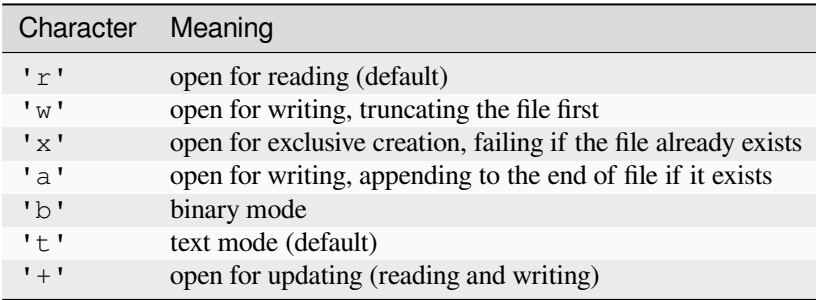 Character Meaning
'r' open for reading (default)
'w' open for writing, truncating the file first
'x' open for exclusive creation, failing if the file already exists
'a' open for writing, appending to the end of file if it exists
'b' binary mode
't' text mode (default)
'+' open for updating (reading and writing)